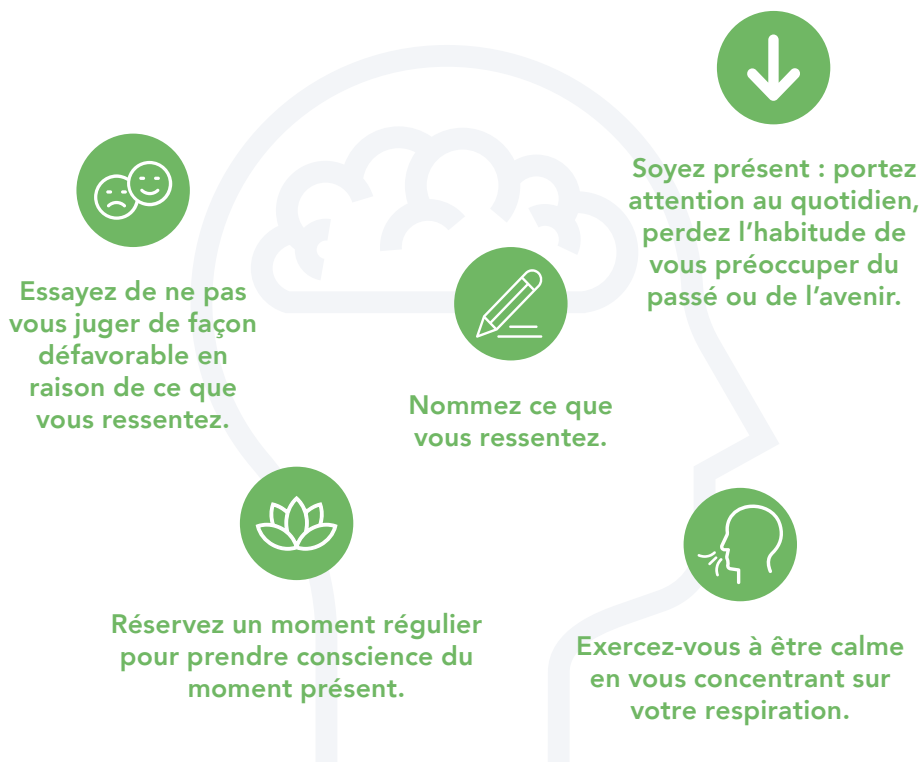 Soyez présent : portez
attention au quotidien,
perdez l’habitude de
vous préoccuper du
passé ou de l’avenir.
Essayez de ne pas
vous juger de façon
défavorable en
raison de ce que
vous ressentez.
Nommez ce que
vous ressentez.
Réservez un moment régulier
pour prendre conscience du
moment présent.
Exercez-vous à être calme
en vous concentrant sur
votre respiration.